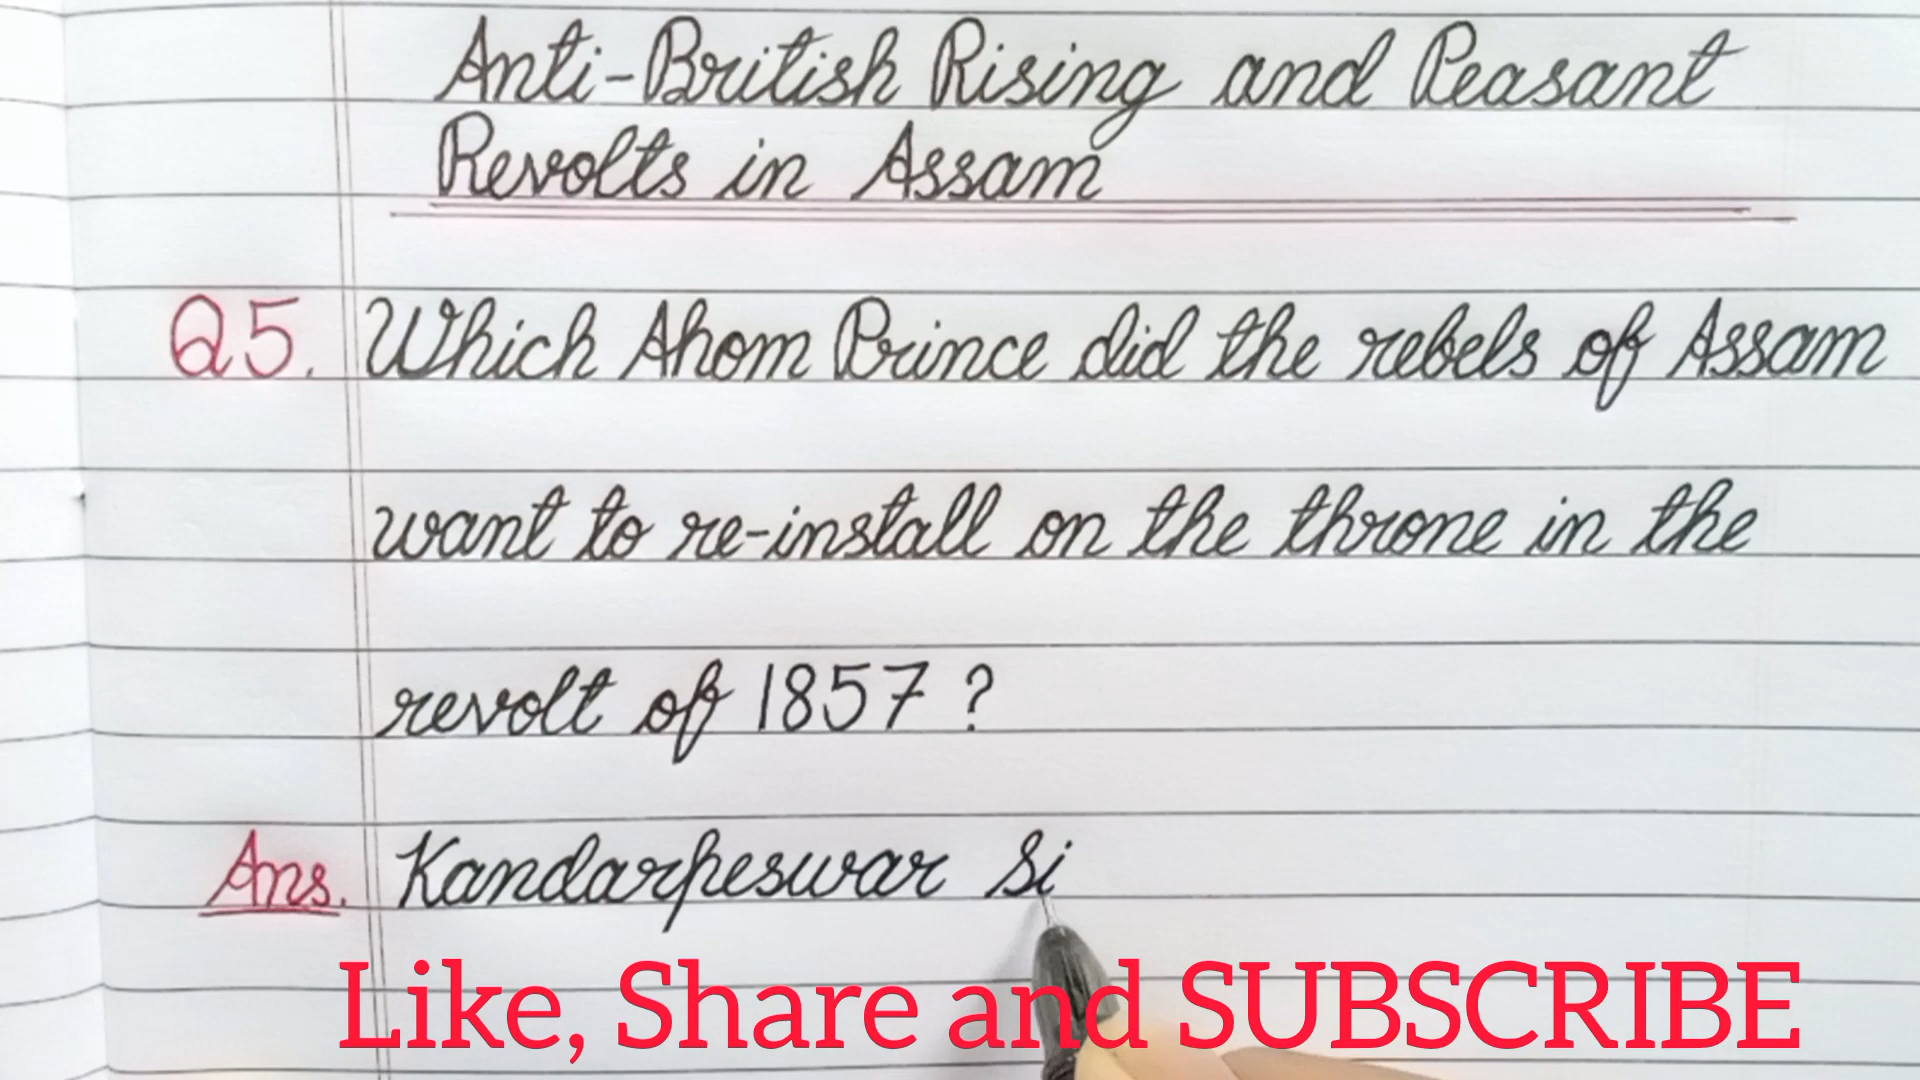 Anti-British Rising and Peasant
Revolts in Assam
Q5. Which Ahom Prince did the rebels of Assam
want to re-install on the throne in the
revolt of 1857 ?
Ans. Kandarpeswar Si
Like, Share and SUBSCRIBE